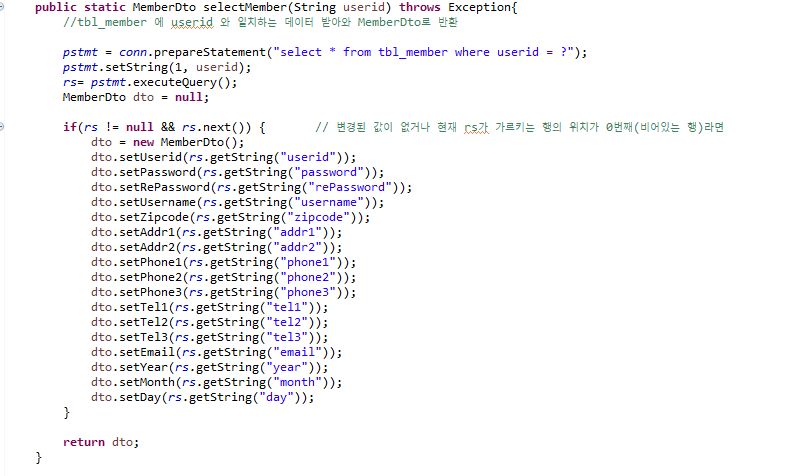 public static MemberDto selectMember(String userid) throws Exception{
//tbl_member 에 userid 와 일치하는 데이터 받아와 MemberDto로 반환
pstmt = conn.prepareStatement("select * from tbl_member where userid = ?");
pstmt.setString(1, userid);
rs= pstmt.executeQuery();
MemberDto dto = null;
if(rs != null && rs.next()) { // 변경된 값이 없거나 현재 rs가 가르키는 행의 위치가 0번째(비어있는 행)라면
dto = new MemberDto();
dto.setUserid(rs.getString("userid"));
dto.setPassword(rs.getString("password"));
dto.setRePassword(rs.getString("rePassword"));
dto.setUsername(rs.getString("username"));
dto.setZipcode(rs.getString("zipcode"));
dto.setAddr1(rs.getString("addr1"));
dto.setAddr2(rs.getString("addr2"));
dto.setPhone1(rs.getString("phone1"));
dto.setPhone2(rs.getString("phone2"));
dto.setPhone3(rs.getString("phone3"));
dto.setTel1(rs.getString("tel1"));
dto.setTel2(rs.getString("tel2"));
dto.setTel3(rs.getString("tel3"));
dto.setEmail(rs.getString("email"));
dto.setYear(rs.getString("year"));
dto.setMonth(rs.getString("month"));
dto.setDay(rs.getString("day"));
}
return dto;
}